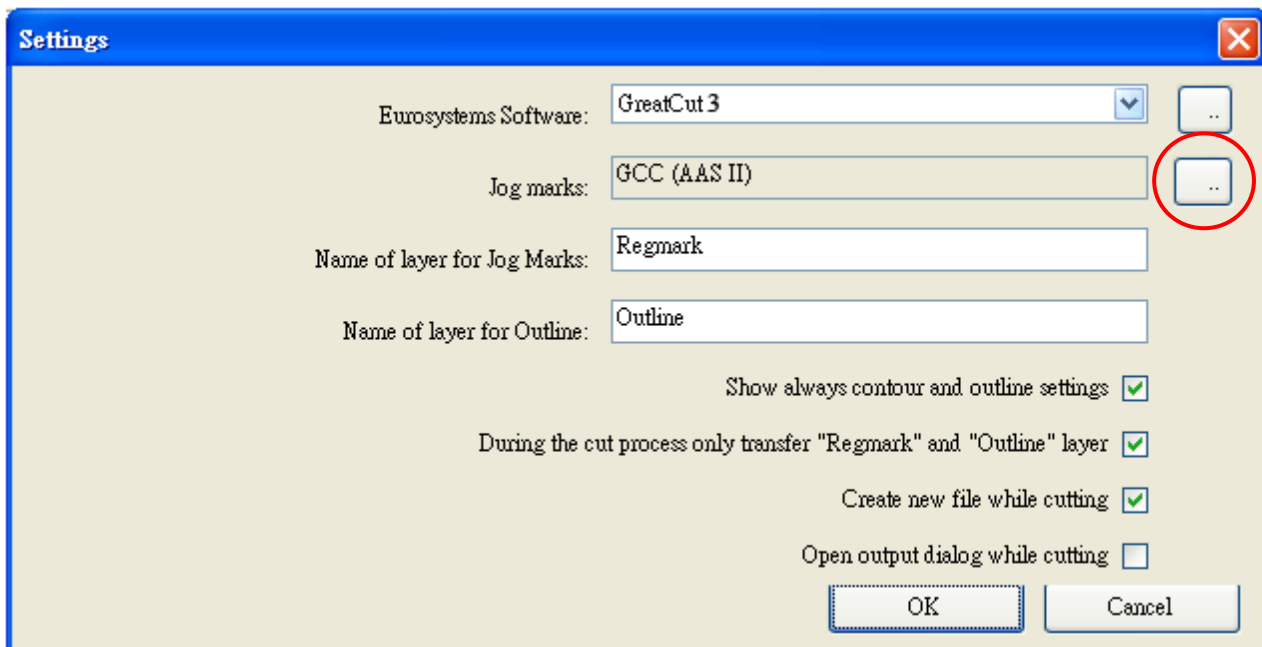 Settings
Eurosystems Software: GreatCut 3 ..
Jog marks: GCC (AAS II) ..
Name of layer for Jog Marks: Regmark
Name of layer for Outline: Outline
Show always contour and outline settings
During the cut process only transfer "Regmark" and "Outline" layer
Create new file while cutting
Open output dialog while cutting
OK Cancel